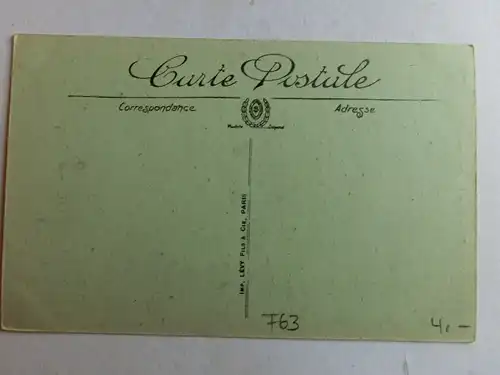 Carte Postale
Correspondance
Adresse
IMP. LÉVY FILS & CIE, PARIS
763
4,-